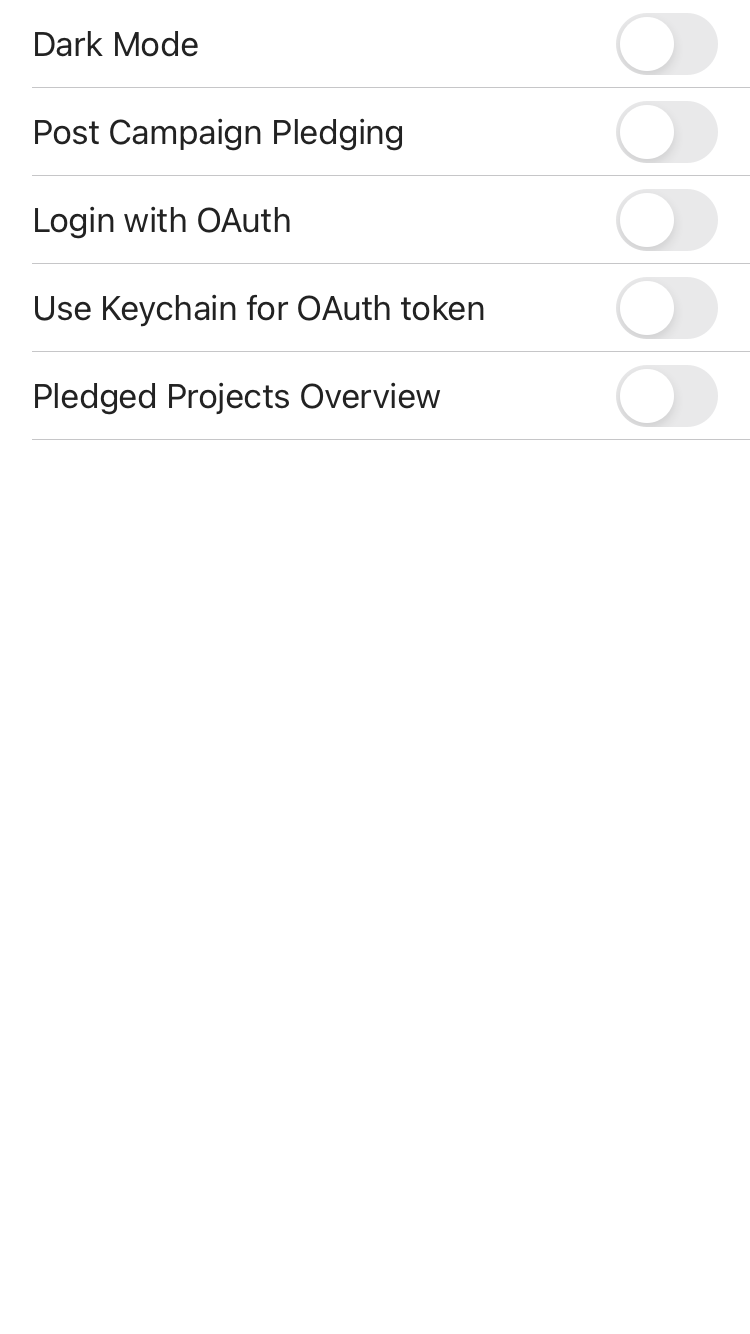 Dark Mode
Post Campaign Pledging
Login with OAuth
Use Keychain for OAuth token
Pledged Projects Overview